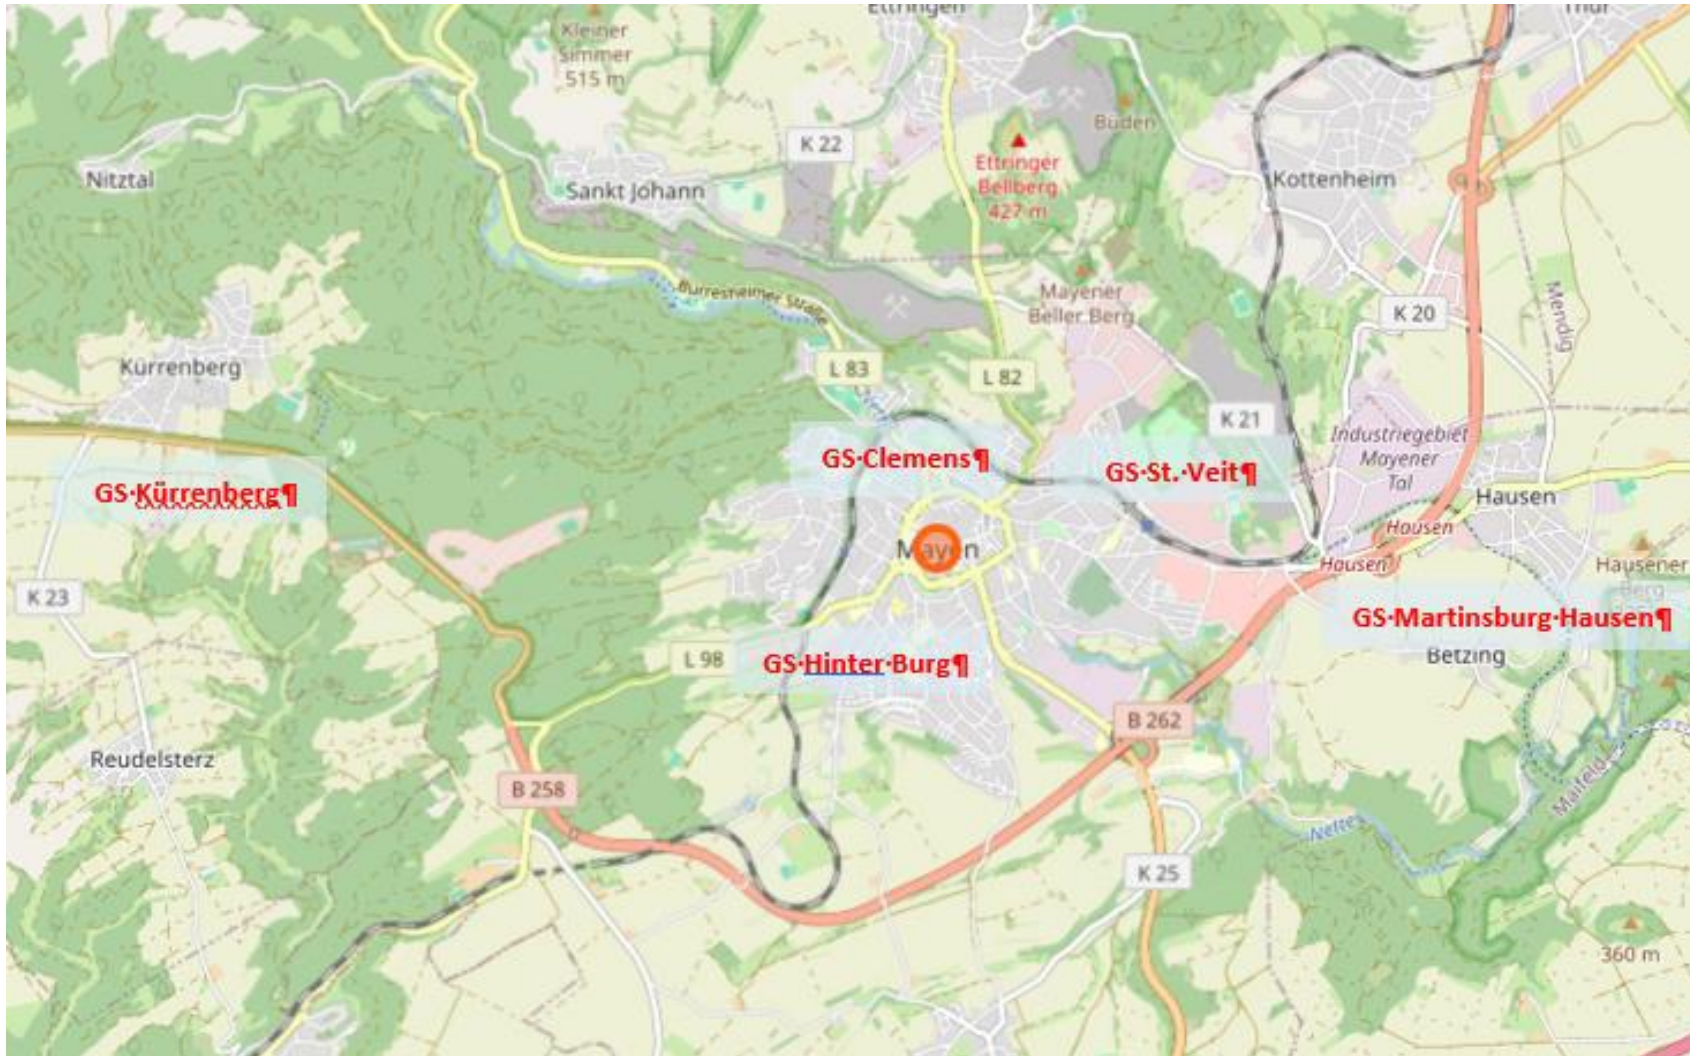 Ettringen
Thür
Kleiner
Simmer
515 m
Büden
K 22
Ettringer
Bellberg
427 m
Nitztal
Sankt Johann
Kottenheim
Mayener
Beller Berg
Bürresheimer Straße
K 20
Mendig
Kürrenberg
L 83
L 82
K 21
Industriegebiet
Mayener
Tal
GS·Clemens¶
GS·St.·Veit¶
GS·Kürrenberg¶
Hausen
Hausen
Mayen
Hausen
Hausener
Berg
K 23
GS·Martinsburg·Hausen¶
Betzing
L 98
GS·Hinter·Burg¶
B 262
Reudelsterz
B 258
Maifeld
Nette
K 25
360 m